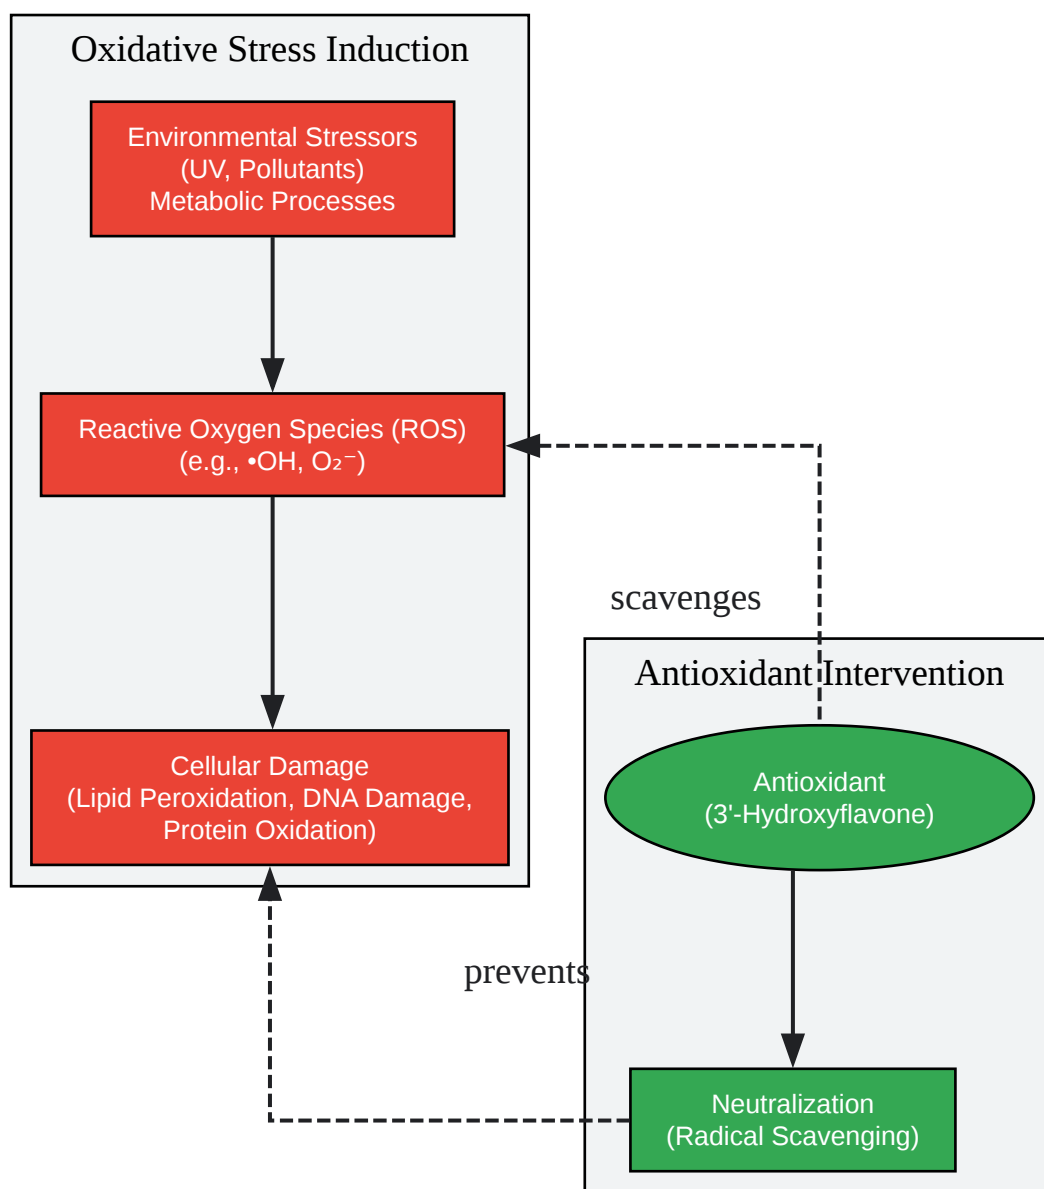 Oxidative Stress Induction
Environmental Stressors
(UV, Pollutants)
Metabolic Processes
Reactive Oxygen Species (ROS)
(e.g., •OH, O₂⁻)
scavenges
Antioxidant Intervention
Cellular Damage
(Lipid Peroxidation, DNA Damage,
Protein Oxidation)
Antioxidant
(3'-Hydroxyflavone)
prevents
Neutralization
(Radical Scavenging)